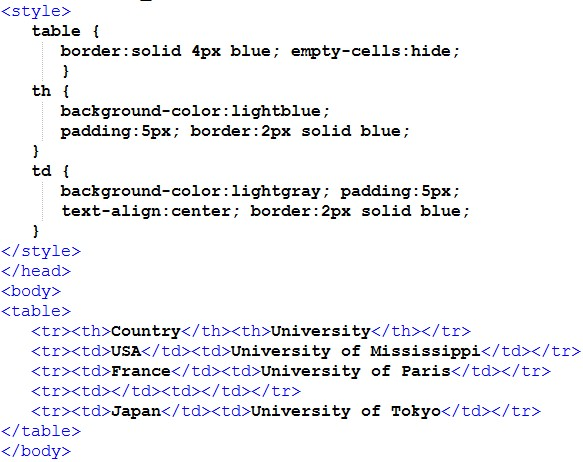 <style>
table {
border:solid 4px blue; empty-cells:hide;
}
th {
background-color:lightblue;
padding:5px; border:2px solid blue;
}
td {
background-color:lightgray; padding:5px;
text-align:center; border:2px solid blue;
}
</style>
</head>
<body>
<table>
<tr><th>Country</th><th>University</th></tr>
<tr><td>USA</td><td>University of Mississippi</td></tr>
<tr><td>France</td><td>University of Paris</td></tr>
<tr><td></td><td></td></tr>
<tr><td>Japan</td><td>University of Tokyo</td></tr>
</table>
</body>